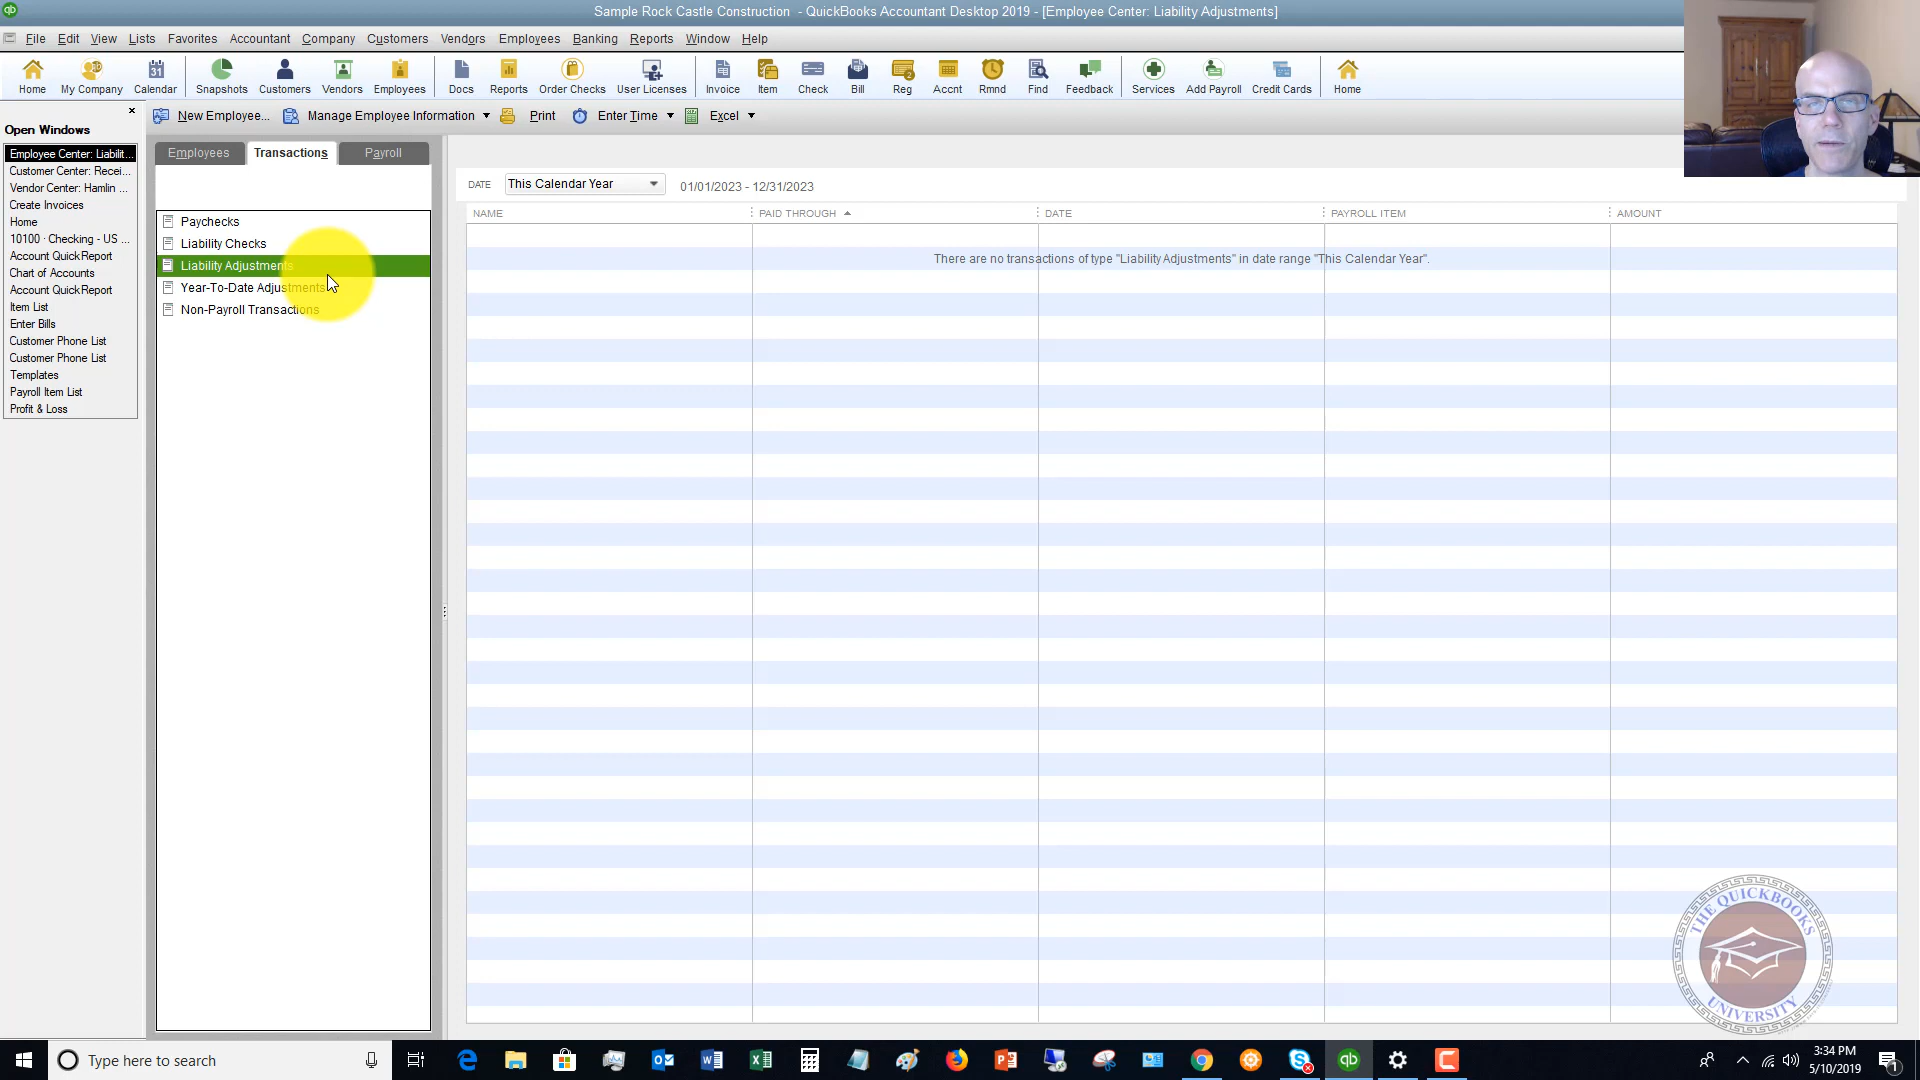 Sample Rock Castle Construction - QuickBooks Accountant Desktop 2019 - [Employee Center: Liability Adjustments]
File Edit View Lists Favorites Accountant Company Customers Vendors Employees Banking Reports Window Help
Home My Company Calendar Snapshots Customers Vendors Employees Docs Reports Order Checks User Licenses Invoice Item Check Bill Reg Accnt Rmnd Find Feedback Services Add Payroll Credit Cards Home
New Employee... Manage Employee Information Print Enter Time Excel
Open Windows
Employee Center: Liabilit...
Customer Center: Recei...
Vendor Center: Hamlin ...
Create Invoices
Home
10100 · Checking - US ...
Account QuickReport
Chart of Accounts
Account QuickReport
Item List
Enter Bills
Customer Phone List
Customer Phone List
Templates
Payroll Item List
Profit & Loss
Employees Transactions Payroll
Paychecks
Liability Checks
Liability Adjustments
Year-To-Date Adjustments
Non-Payroll Transactions
DATE This Calendar Year 01/01/2023 - 12/31/2023
NAME PAID THROUGH DATE PAYROLL ITEM AMOUNT
There are no transactions of type "Liability Adjustments" in date range "This Calendar Year".
THE QUICKBOOKS
UNIVERSITY
Type here to search
3:34 PM
5/10/2019